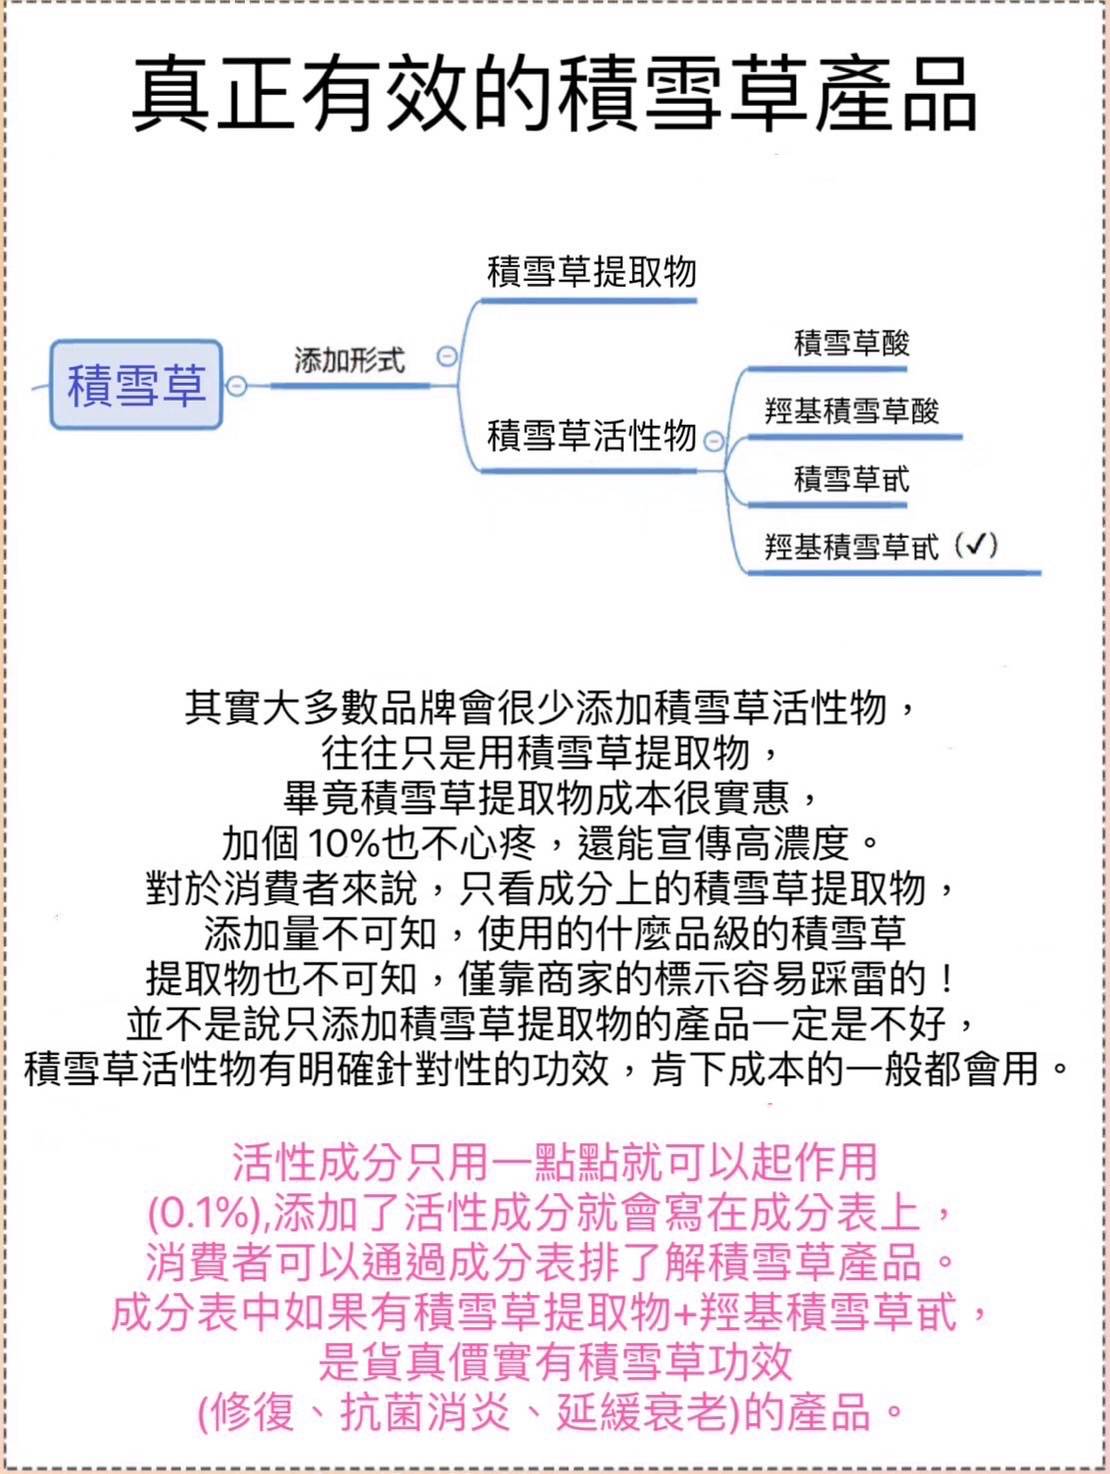 真正有效的積雪草產品
積雪草提取物
積雪草酸
添加形式
積雪草
羥基積雪草酸
積雪草活性物
積雪草甙
羥基積雪草甙（✓）
其實大多數品牌會很少添加積雪草活性物，
往往只是用積雪草提取物，
畢竟積雪草提取物成本很實惠，
加個10%也不心疼，還能宣傳高濃度。
對於消費者來說，只看成分上的積雪草提取物，
添加量不可知，使用的什麼品級的積雪草
提取物也不可知，僅靠商家的標示容易踩雷的！
並不是說只添加積雪草提取物的產品一定是不好，
積雪草活性物有明確針對性的功效，肯下成本的一般都會用。
活性成分只用一點點就可以起作用
(0.1%),添加了活性成分就會寫在成分表上，
消費者可以通過成分表排了解積雪草產品。
成分表中如果有積雪草提取物+羥基積雪草甙，
是貨真價實有積雪草功效
(修復、抗菌消炎、延緩衰老)的產品。